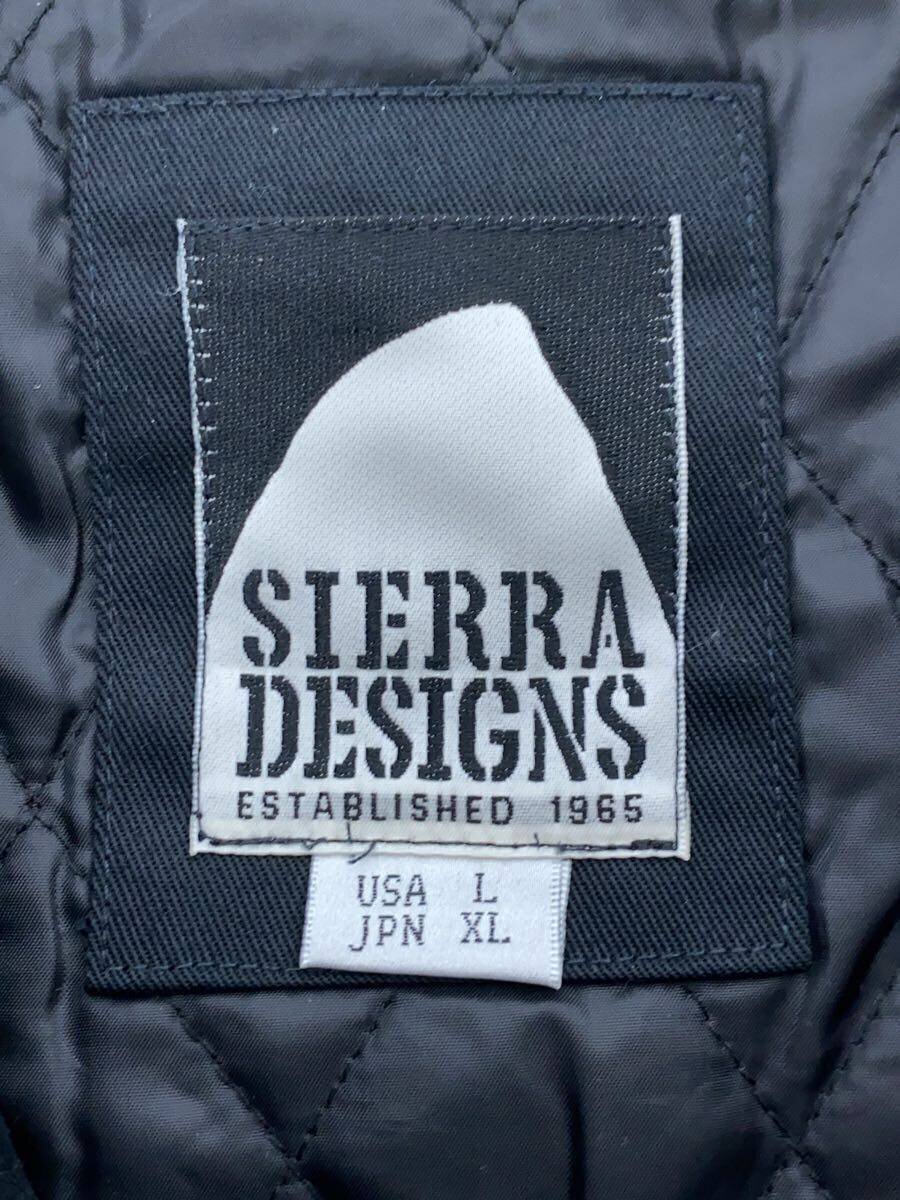 SIERRA
DESIGNS
ESTABLISHED 1965
USA L
JPN XL